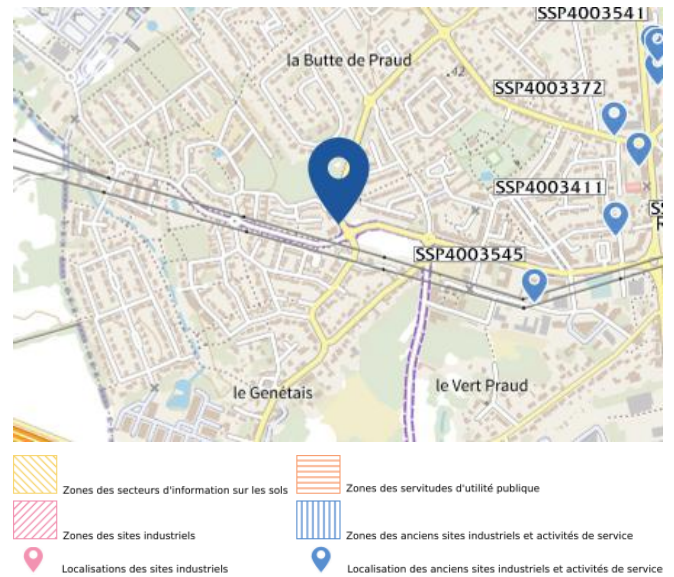 SSP4003541
la Butte de Praud
42
SSP4003372
SSP4003411
SSP4003545
le Genétais
le Vert Praud
Zones des secteurs d'information sur les sols
Zones des servitudes d'utilité publique
Zones des sites industriels
Zones des anciens sites industriels et activités de service
Localisations des sites industriels
Localisation des anciens sites industriels et activités de service